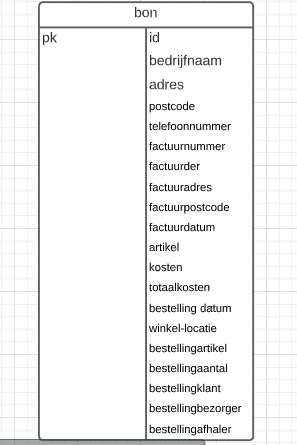 bon
pk id
bedrijfnaam
adres
postcode
telefoonnummer
factuurnummer
factuurder
factuuradres
factuurpostcode
factuurdatum
artikel
kosten
totaalkosten
bestelling datum
winkel-locatie
bestellingartikel
bestellingaantal
bestellingklant
bestellingbezorger
bestellingafhaler